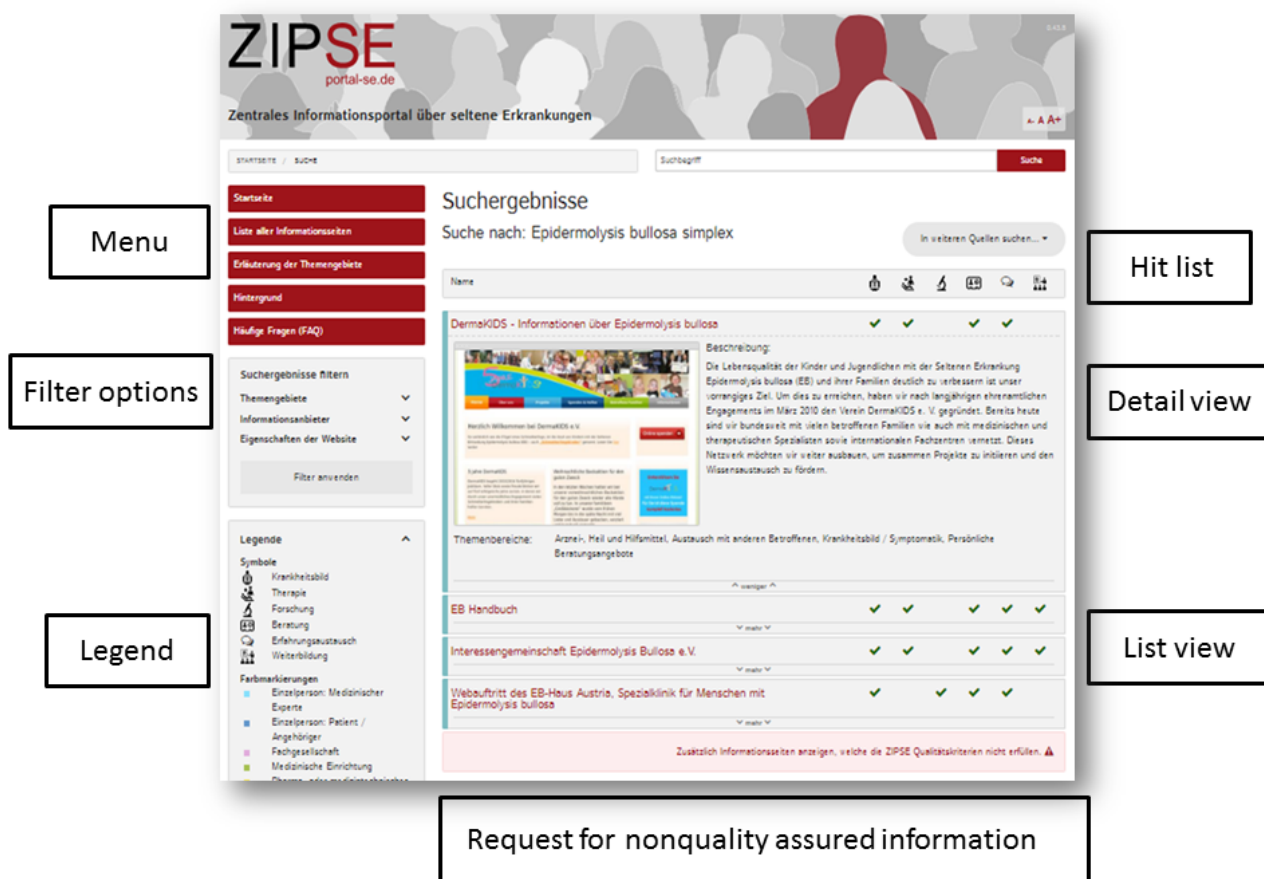 ZIPSE
portal-se.de
0.43.0
Zentrales Informationsportal über seltene Erkrankungen
A- A A+
STARTSEITE / SUCHE
Suchbegriff
Suche
Menu
Startseite
Liste aller Informationsseiten
Erläuterung der Themengebiete
Hintergrund
Häufige Fragen (FAQ)
Suchergebnisse
Suche nach: Epidermolysis bullosa simplex
In weiteren Quellen suchen...
Hit list
Name
Filter options
Suchergebnisse filtern
Themengebiete
Informationsanbieter
Eigenschaften der Website
Filter anwenden
DermaKIDS - Informationen über Epidermolysis bullosa
Beschreibung:
Die Lebensqualität der Kinder und Jugendlichen mit der Seltenen Erkrankung
Epidermolysis bullosa (EB) und ihrer Familien deutlich zu verbessern ist unser
vorrangiges Ziel. Um dies zu erreichen, haben wir nach langjährigen ehrenamtlichen
Engagements im März 2010 den Verein DermaKIDS e. V. gegründet. Bereits heute
sind wir bundesweit mit vielen betroffenen Familien wie auch mit medizinischen und
therapeutischen Spezialisten sowie internationalen Fachzentren vernetzt. Dieses
Netzwerk möchten wir weiter ausbauen, um zusammen Projekte zu initiieren und den
Wissensaustausch zu fördern.
Herzlich Willkommen bei DermaKIDS e.V.
5 Jahre DermaKIDS
Themenbereiche:
Arznei-, Heil und Hilfsmittel, Austausch mit anderen Betroffenen, Krankheitsbild / Symptomatik, Persönliche
Beratungsangebote
weniger
Detail view
Legend
Legende
Symbole
Krankheitsbild
Therapie
Forschung
Beratung
Erfahrungsaustausch
Weiterbildung
Farbmarkierungen
Einzelperson: Medizinischer
Experte
Einzelperson: Patient /
Angehöriger
Fachgesellschaft
Medizinische Einrichtung
EB Handbuch
mehr
Interessengemeinschaft Epidermolysis Bullosa e.V.
mehr
Webauftritt des EB-Haus Austria, Spezialklinik für Menschen mit
Epidermolysis bullosa
mehr
List view
Zusätzlich Informationsseiten anzeigen, welche die ZIPSE Qualitätskriterien nicht erfüllen.
Request for nonquality assured information